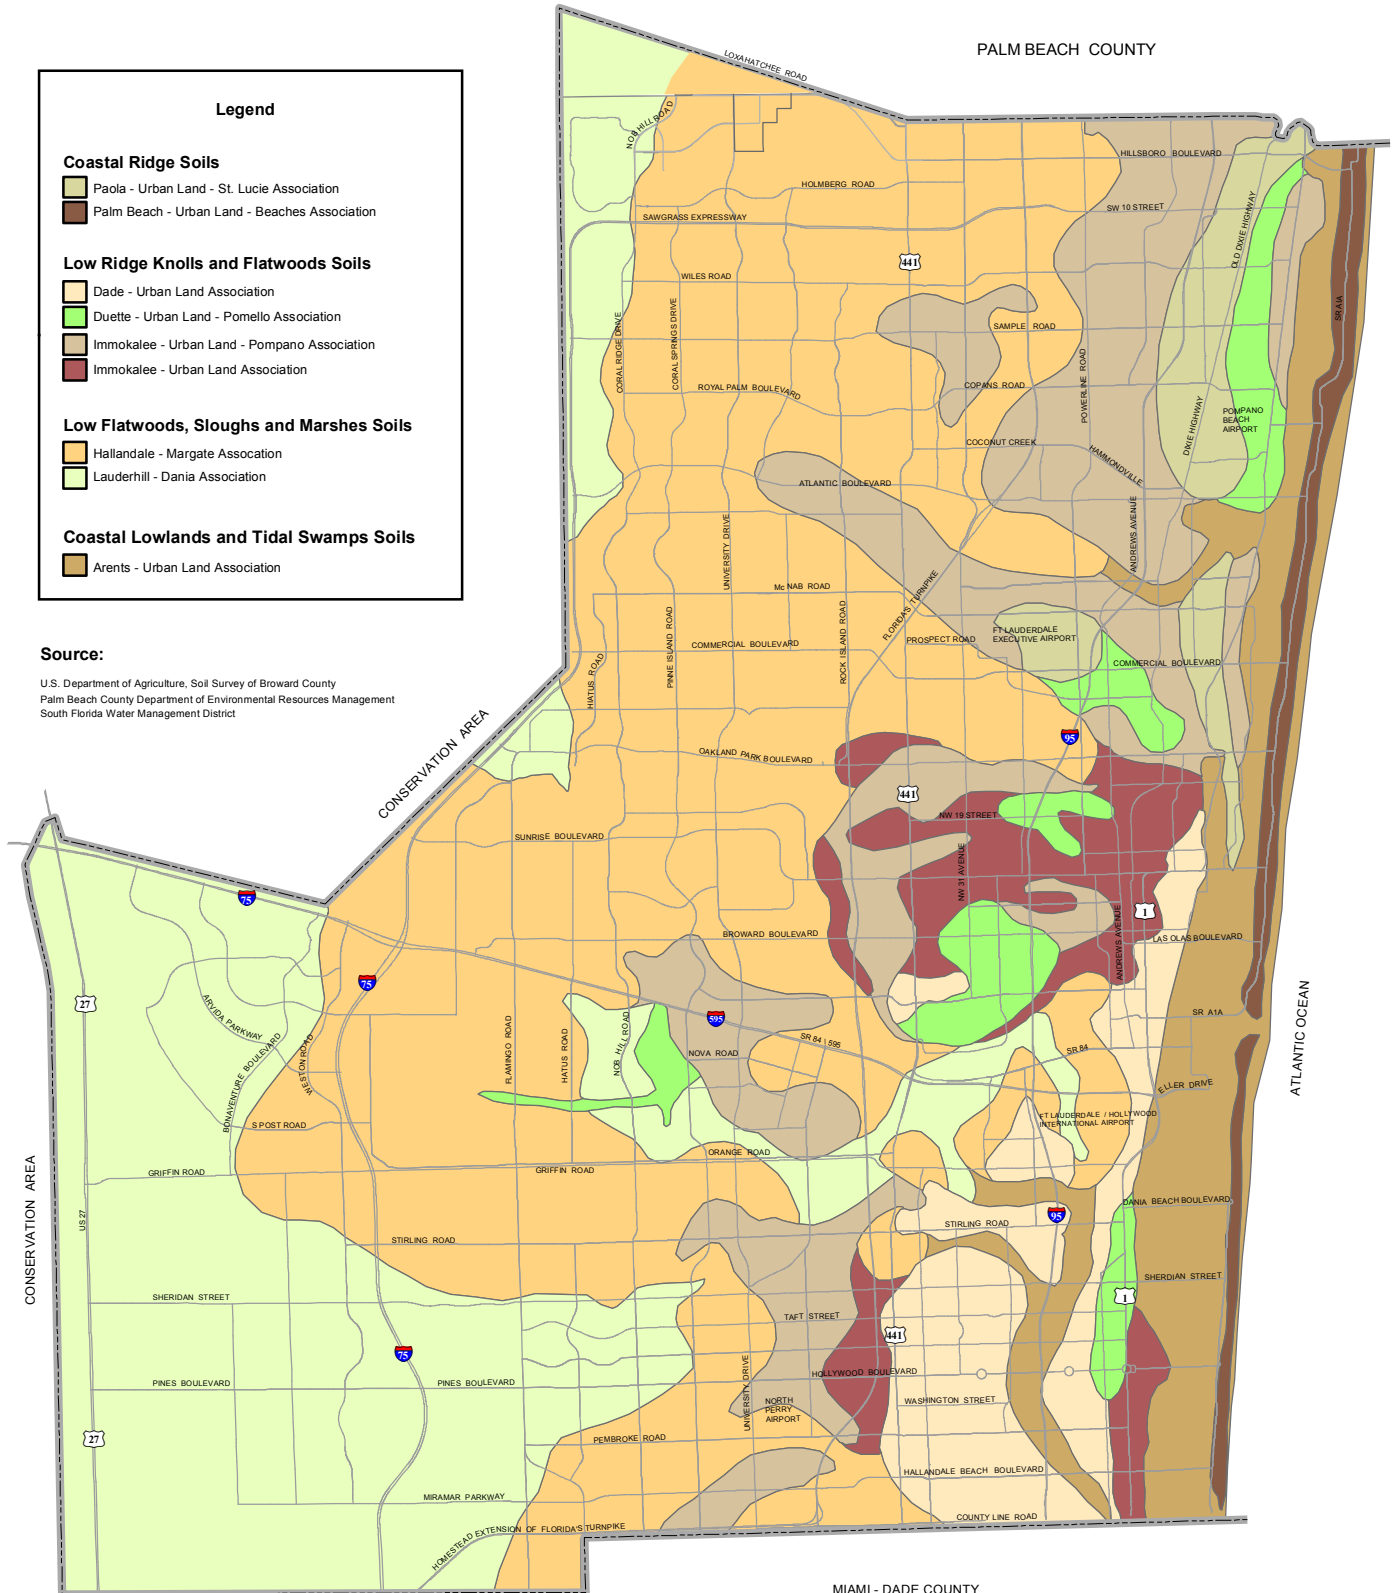 PALM BEACH  COUNTY
LOXAHATCHEE  ROAD
Legend
Coastal Ridge Soils
Paola - Urban Land - St. Lucie Association
Palm Beach - Urban Land - Beaches Association
Low Ridge Knolls and Flatwoods Soils
Dade - Urban Land Association
Duette - Urban Land - Pomello Association
Immokalee - Urban Land - Pompano Association
Immokalee - Urban Land Association
Low Flatwoods, Sloughs and Marshes Soils
Hallandale - Margate Assocation
Lauderhill - Dania Association
Coastal Lowlands and Tidal Swamps Soils
Arents - Urban Land Association
Source:
U.S. Department of Agriculture, Soil Survey of Broward County
Palm Beach County Department of Environmental Resources Management
South Florida Water Management District
NOB HILL ROAD
HILLSBORO  BOULEVARD
HOLMBERG  ROAD
SW 10 STREET
SAWGRASS EXPRESSWAY
OLD DIXIE HIGHWAY
441
WILES ROAD
SR A1A
CORAL RIDGE DRIVE
CORAL SPRINGS DRIVE
SAMPLE  ROAD
POWERLINE  ROAD
ROYAL PALM  BOULEVARD
COPANS  ROAD
DIXIE HIGHWAY
POMPANO
BEACH
AIRPORT
COCONUT CREEK
HAMMONDVILLE
ATLANTIC  BOULEVARD
UNIVERSITY  DRIVE
ANDREWS AVENUE
Mc NAB  ROAD
FLORIDA'S  TURNPIKE
PINNE ISLAND  ROAD
ROCK ISLAND ROAD
COMMERCIAL  BOULEVARD
PROSPECT ROAD
FT LAUDERDALE
EXECUTIVE AIRPORT
COMMERCIAL  BOULEVARD
HIATUS  ROAD
CONSERVATION  AREA
95
OAKLAND  PARK BOULEVARD
441
NW 19 STREET
SUNRISE  BOULEVARD
NW 31 AVENUE
75
1
ANDREWS AVENUE
BROWARD  BOULEVARD
LAS OLAS BOULEVARD
75
27
ARVIDA PARKWAY
ATLANTIC OCEAN
SR  A1A
595
SR 84 \ 595
SR 84
BONAVENTURE  BOULEVARD
WESTON ROAD
FLAMINGO  ROAD
HATUS  ROAD
NOB  HILL ROAD
NOVA  ROAD
ELLER  DRIVE
S POST ROAD
FT LAUDERDALE / HOLLYWOOD
INTERNATIONAL AIRPORT
ORANGE  ROAD
GRIFFIN ROAD
GRIFFIN  ROAD
CONSERVATION  AREA
US 27
DANIA  BEACH BOULEVARD
95
STIRLING  ROAD
STIRLING  ROAD
SHERDIAN  STREET
SHERIDAN  STREET
1
TAFT  STREET
441
75
HOLLYWOOD  BOULEVARD
PINES  BOULEVARD
PINES  BOULEVARD
UNIVERSITY  DRIVE
NORTH
PERRY
AIRPORT
WASHINGTON  STREET
27
PEMBROKE  ROAD
HALLANDALE  BEACH  BOULEVARD
MIRAMAR  PARKWAY
COUNTY LINE ROAD
HOMESTEAD EXTENSION  OF  FLORIDA'S TURNPIKE
MIAMI - DADE COUNTY